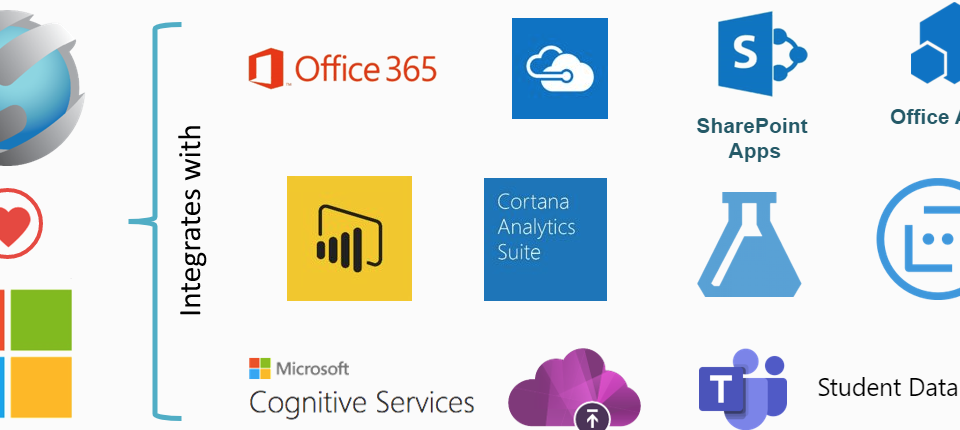 Integrates with
Office 365
S
SharePoint
Apps
Office A
Cortana
Analytics
Suite
Microsoft
Cognitive Services
T
Student Data